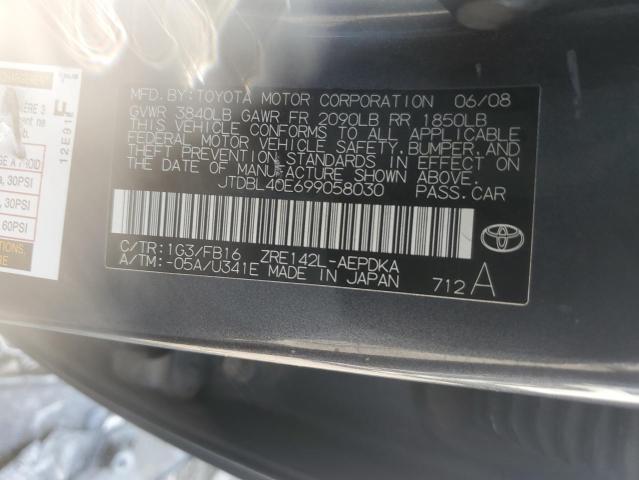 MFD.BY:TOYOTA MOTOR CORPORATION 06/08
GVWR 3840LB GAWR FR 2090LB RR 1850LB
THIS VEHICLE CONFORMS TO ALL APPLICABLE
FEDERAL MOTOR VEHICLE SAFETY,BUMPER,AND
THEFT PREVENTION STANDARDS IN EFFECT ON
THE DATE OF MANUFACTURE SHOWN ABOVE.
JTDBL40E699058030 PASS.CAR
C/TR:1G3/FB16 ZRE142L-AEPDKA
A/TM:-05A/U341E MADE IN JAPAN 712 A
12E91F
PSI
, 30PSI
60PSI